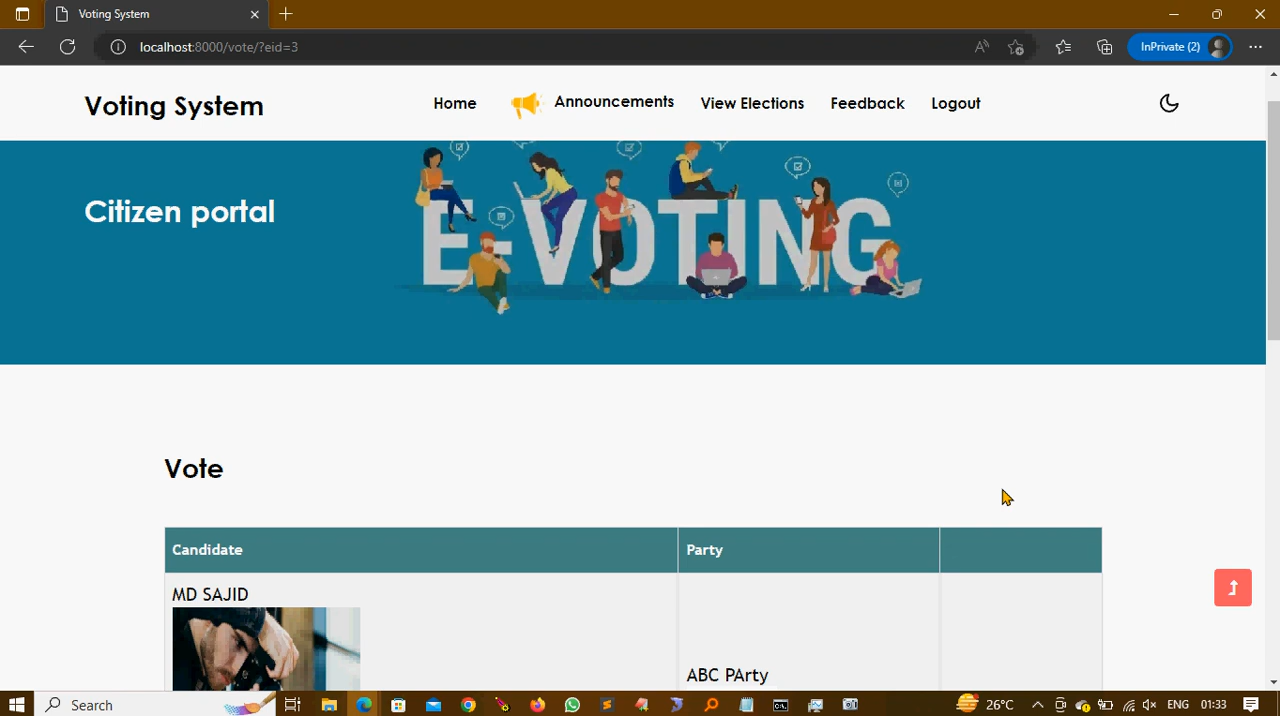 Voting System
localhost:8000/vote/?eid=3
InPrivate (2)
Voting System
Home
Announcements
View Elections
Feedback
Logout
Citizen portal
E-VOTING
Vote
Candidate
Party
MD SAJID
ABC PArty
Search
26°C
ENG
01:33